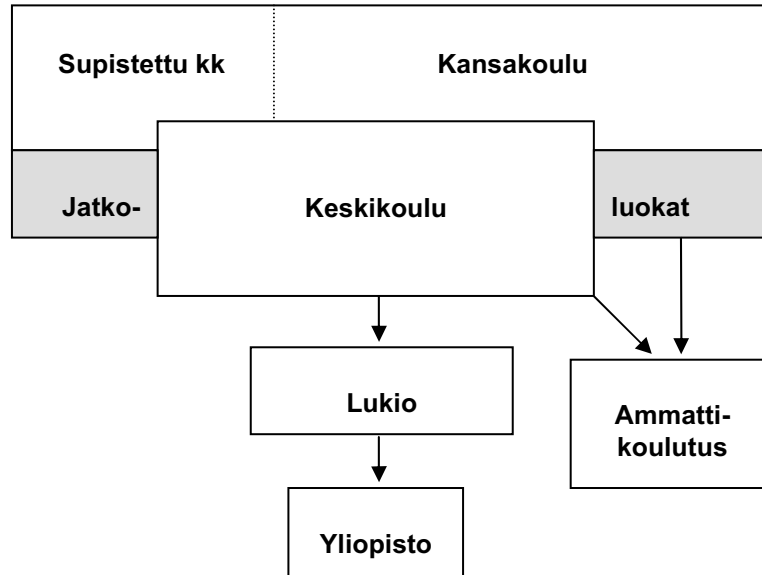 Supistettu kk
Kansakoulu
Jatko-
Keskikoulu
luokat
Lukio
Ammatti-
koulutus
Yliopisto